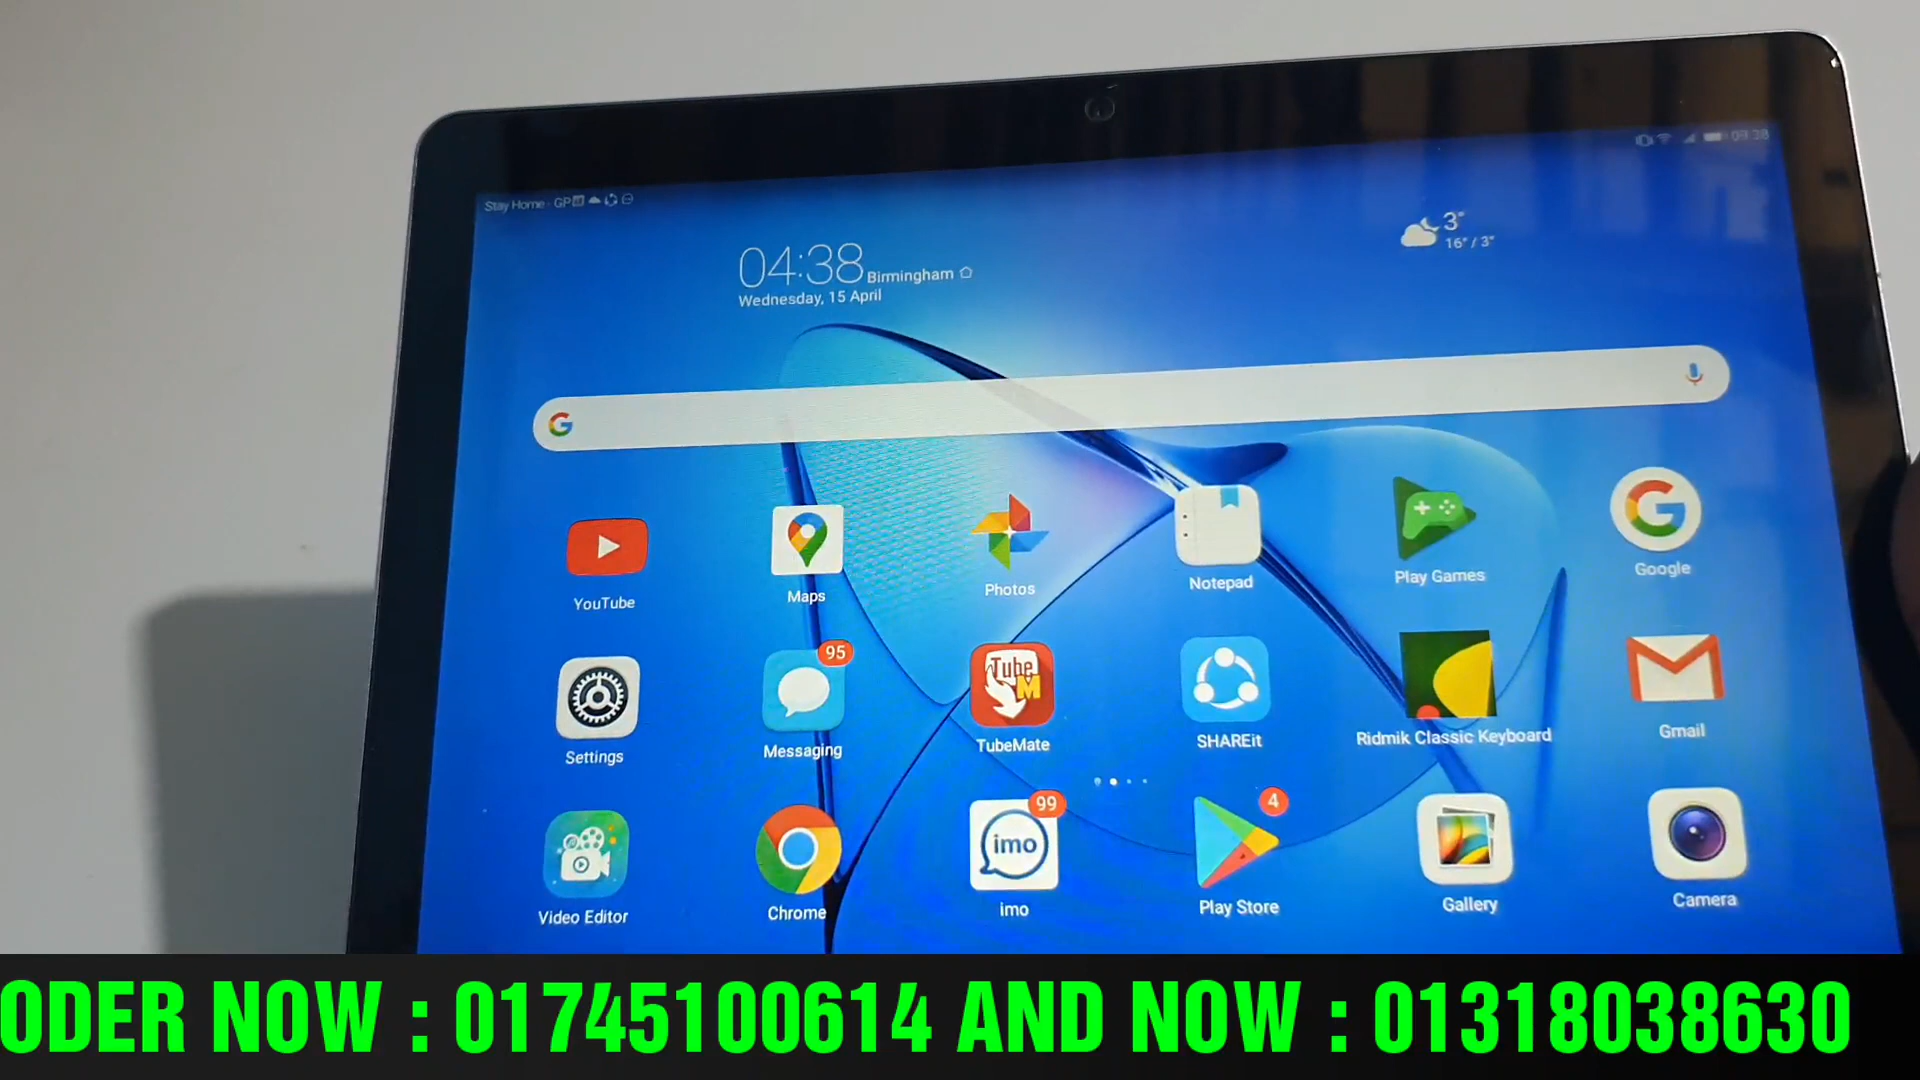 Stay Home - GP
09:38
04:38 Birmingham
Wednesday, 15 April
3°
16° / 3°
YouTube
Maps
Photos
Notepad
Play Games
Google
95
Tube
M
Settings
Messaging
TubeMate
SHAREit
Ridmik Classic Keyboard
Gmail
99
4
imo
Video Editor
Chrome
imo
Play Store
Gallery
Camera
ODER NOW : 01745100614 AND NOW : 01318038630